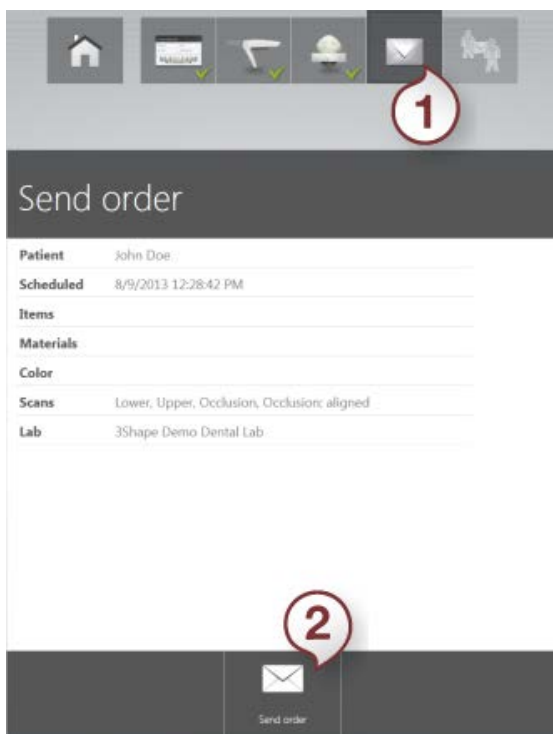 1
Send order
Patient John Doe
Scheduled 8/9/2013 12:28:42 PM
Items
Materials
Color
Scans Lower, Upper, Occlusion, Occlusion: aligned
Lab 3Shape Demo Dental Lab
2
Send order